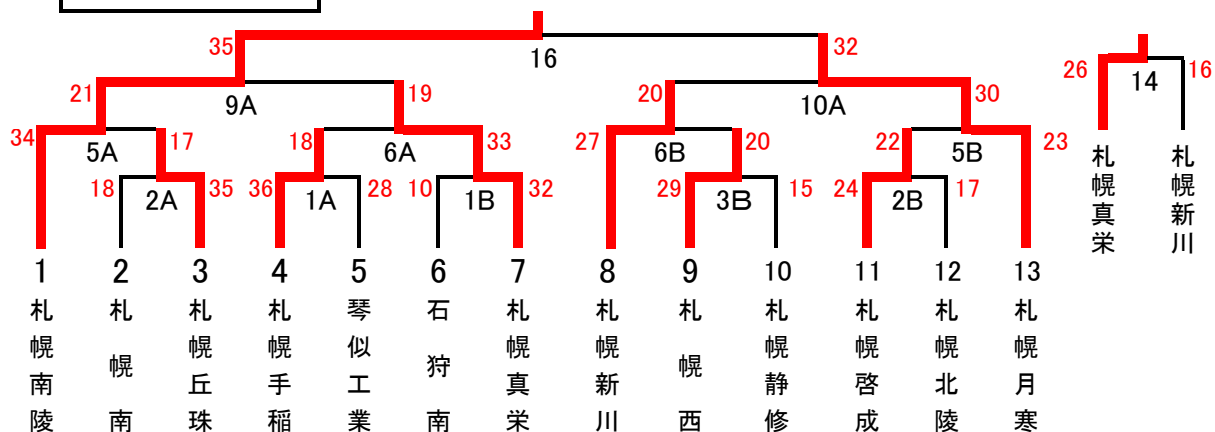 35
16
32
26
14
16
21
9A
19
20
10A
30
34
5A
17
18
6A
33
27
6B
20
22
5B
23
18
2A
35
36
1A
28
10
1B
32
29
3B
15
24
2B
17
札幌真栄
札幌新川
1
2
3
4
5
6
7
8
9
10
11
12
13
札幌南陵
札幌南
札幌丘珠
札幌手稲
琴似工業
石狩南
札幌真栄
札幌新川
札幌西
札幌静修
札幌啓成
札幌北陵
札幌月寒